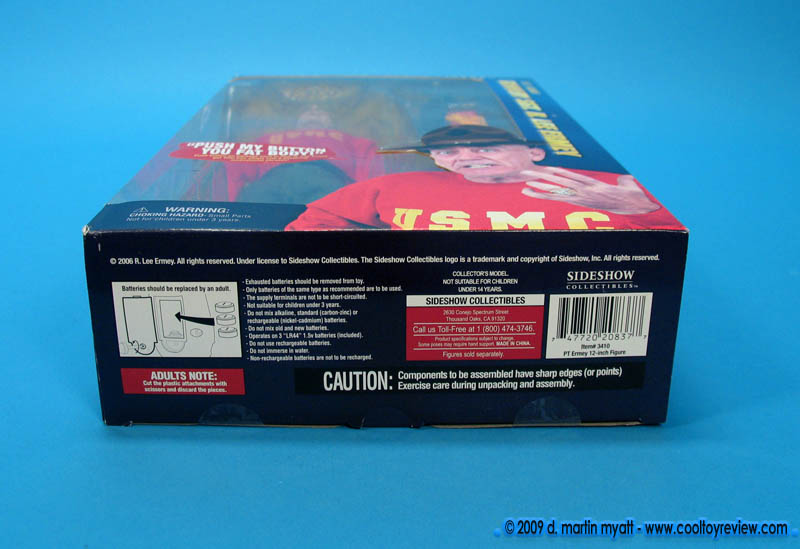 "PUSH MY BUTTON
YOU FAT BODY!"
USMC
WARNING:
CHOKING HAZARD- Small Parts
Not for children under 3 years.
© 2006 R. Lee Ermey. All rights reserved. Under license to Sideshow Collectibles. The Sideshow Collectibles logo is a trademark and copyright of Sideshow, Inc. All rights reserved.
Batteries should be replaced by an adult.
- Exhausted batteries should be removed from toy.
- Only batteries of the same type as recommended are to be used.
- The supply terminals are not to be short-circuited.
- Not suitable for children under 3 years.
- Do not mix alkaline, standard (carbon-zinc) or
rechargeable (nickel-cadmium) batteries.
- Do not mix old and new batteries.
- Operates on 3 "LR44" 1.5v batteries (included).
- Do not use rechargeable batteries.
- Do not immerse in water.
- Non-rechargeable batteries are not to be recharged.
COLLECTOR'S MODEL.
NOT SUITABLE FOR CHILDREN
UNDER 14 YEARS.
SIDESHOW COLLECTIBLES
2630 Conejo Spectrum Street
Thousand Oaks, CA 91320
Call us Toll-Free at 1 (800) 474-3746.
Product specifications subject to change.
Some poses may require hand support. MADE IN CHINA.
Figures sold separately.
SIDESHOW
COLLECTIBLES™
7 47720 20837 7
Item# 3410
PT Ermey 12-inch Figure
ADULTS NOTE:
Cut the plastic attachments with
scissors and discard the pieces.
CAUTION: Components to be assembled have sharp edges (or points)
Exercise care during unpacking and assembly.
© 2009 d. martin myatt - www.cooltoyreview.com